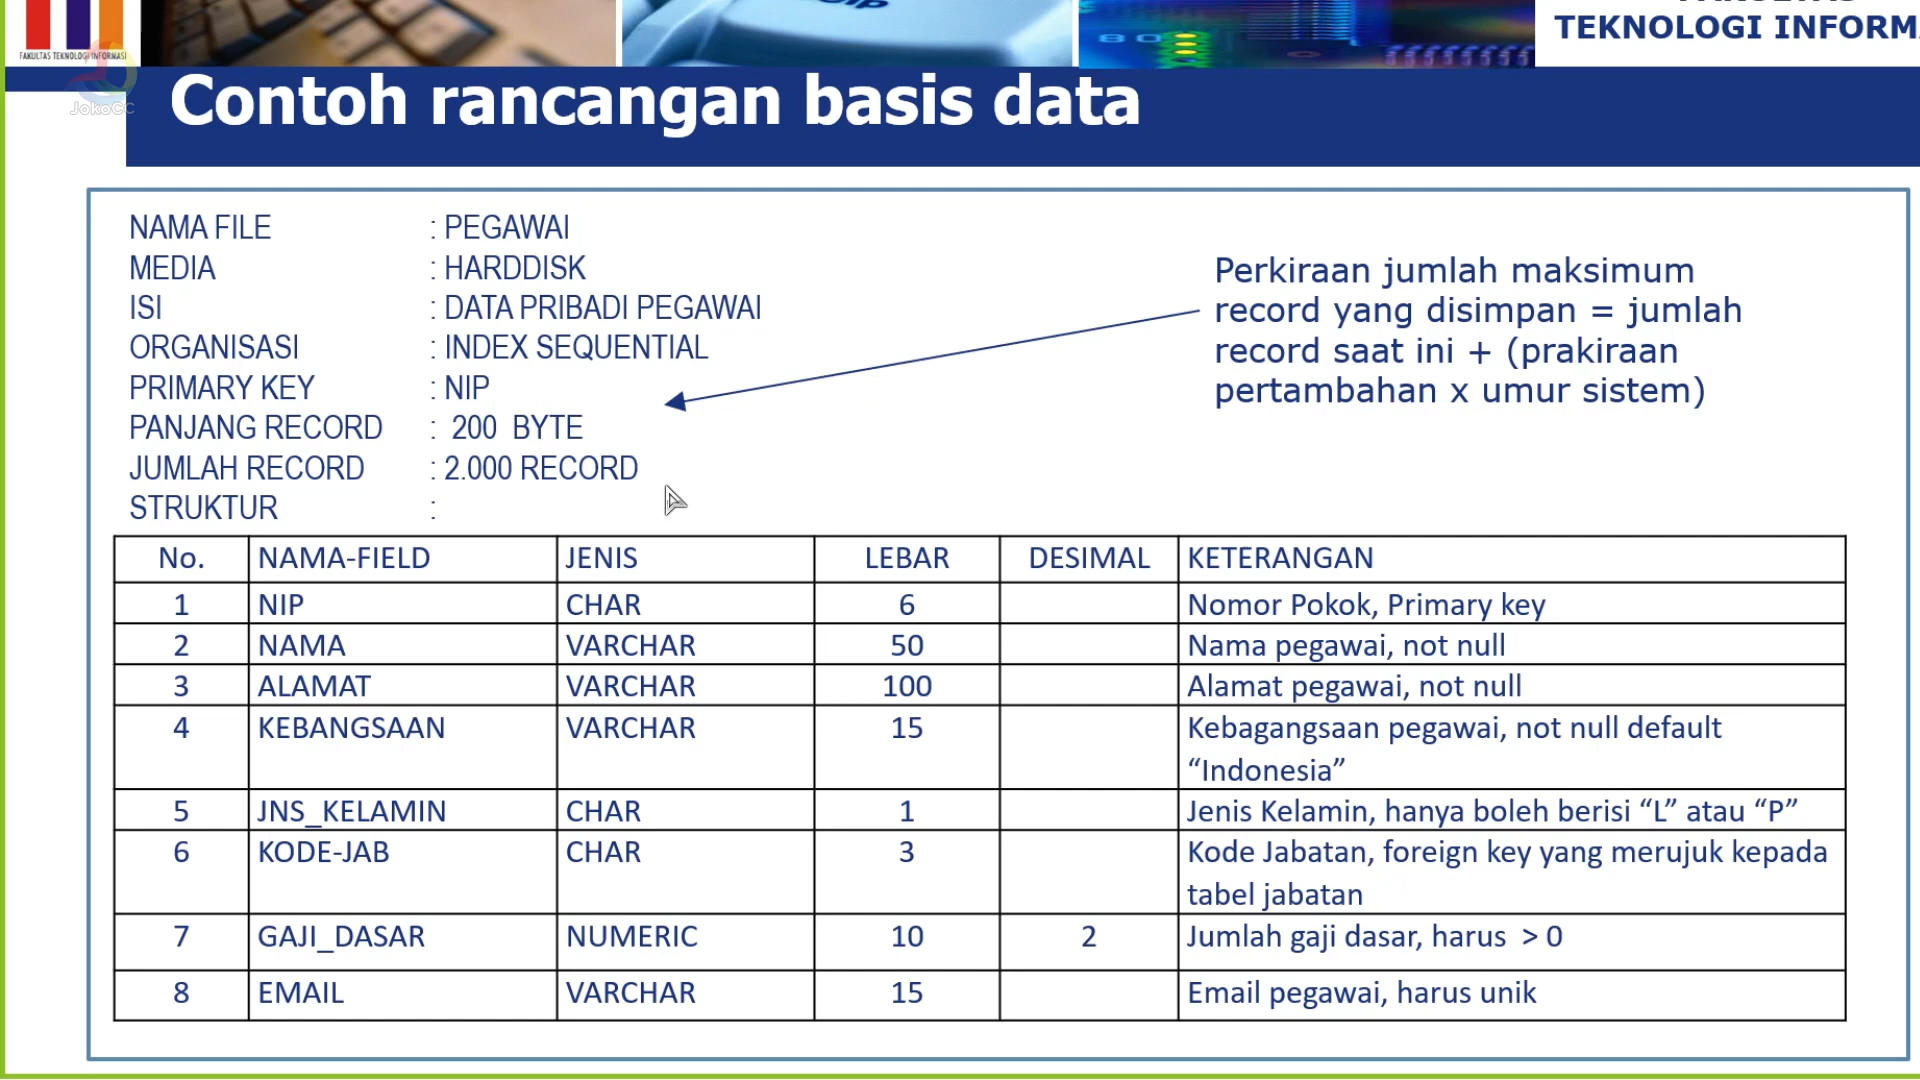 TEKNOLOGI INFORMA
FAKULTAS TEKNOLOGI INFORMASI
JokoCC
Contoh rancangan basis data
NAMA FILE : PEGAWAI
MEDIA : HARDDISK
ISI : DATA PRIBADI PEGAWAI
ORGANISASI : INDEX SEQUENTIAL
PRIMARY KEY : NIP
PANJANG RECORD : 200 BYTE
JUMLAH RECORD : 2.000 RECORD
STRUKTUR :
Perkiraan jumlah maksimum
record yang disimpan = jumlah
record saat ini + (prakiraan
pertambahan x umur sistem)
No. NAMA-FIELD JENIS LEBAR DESIMAL KETERANGAN
1 NIP CHAR 6 Nomor Pokok, Primary key
2 NAMA VARCHAR 50 Nama pegawai, not null
3 ALAMAT VARCHAR 100 Alamat pegawai, not null
4 KEBANGSAAN VARCHAR 15 Kebagangsaan pegawai, not null default
“Indonesia”
5 JNS_KELAMIN CHAR 1 Jenis Kelamin, hanya boleh berisi “L” atau “P”
6 KODE-JAB CHAR 3 Kode Jabatan, foreign key yang merujuk kepada
tabel jabatan
7 GAJI_DASAR NUMERIC 10 2 Jumlah gaji dasar, harus > 0
8 EMAIL VARCHAR 15 Email pegawai, harus unik